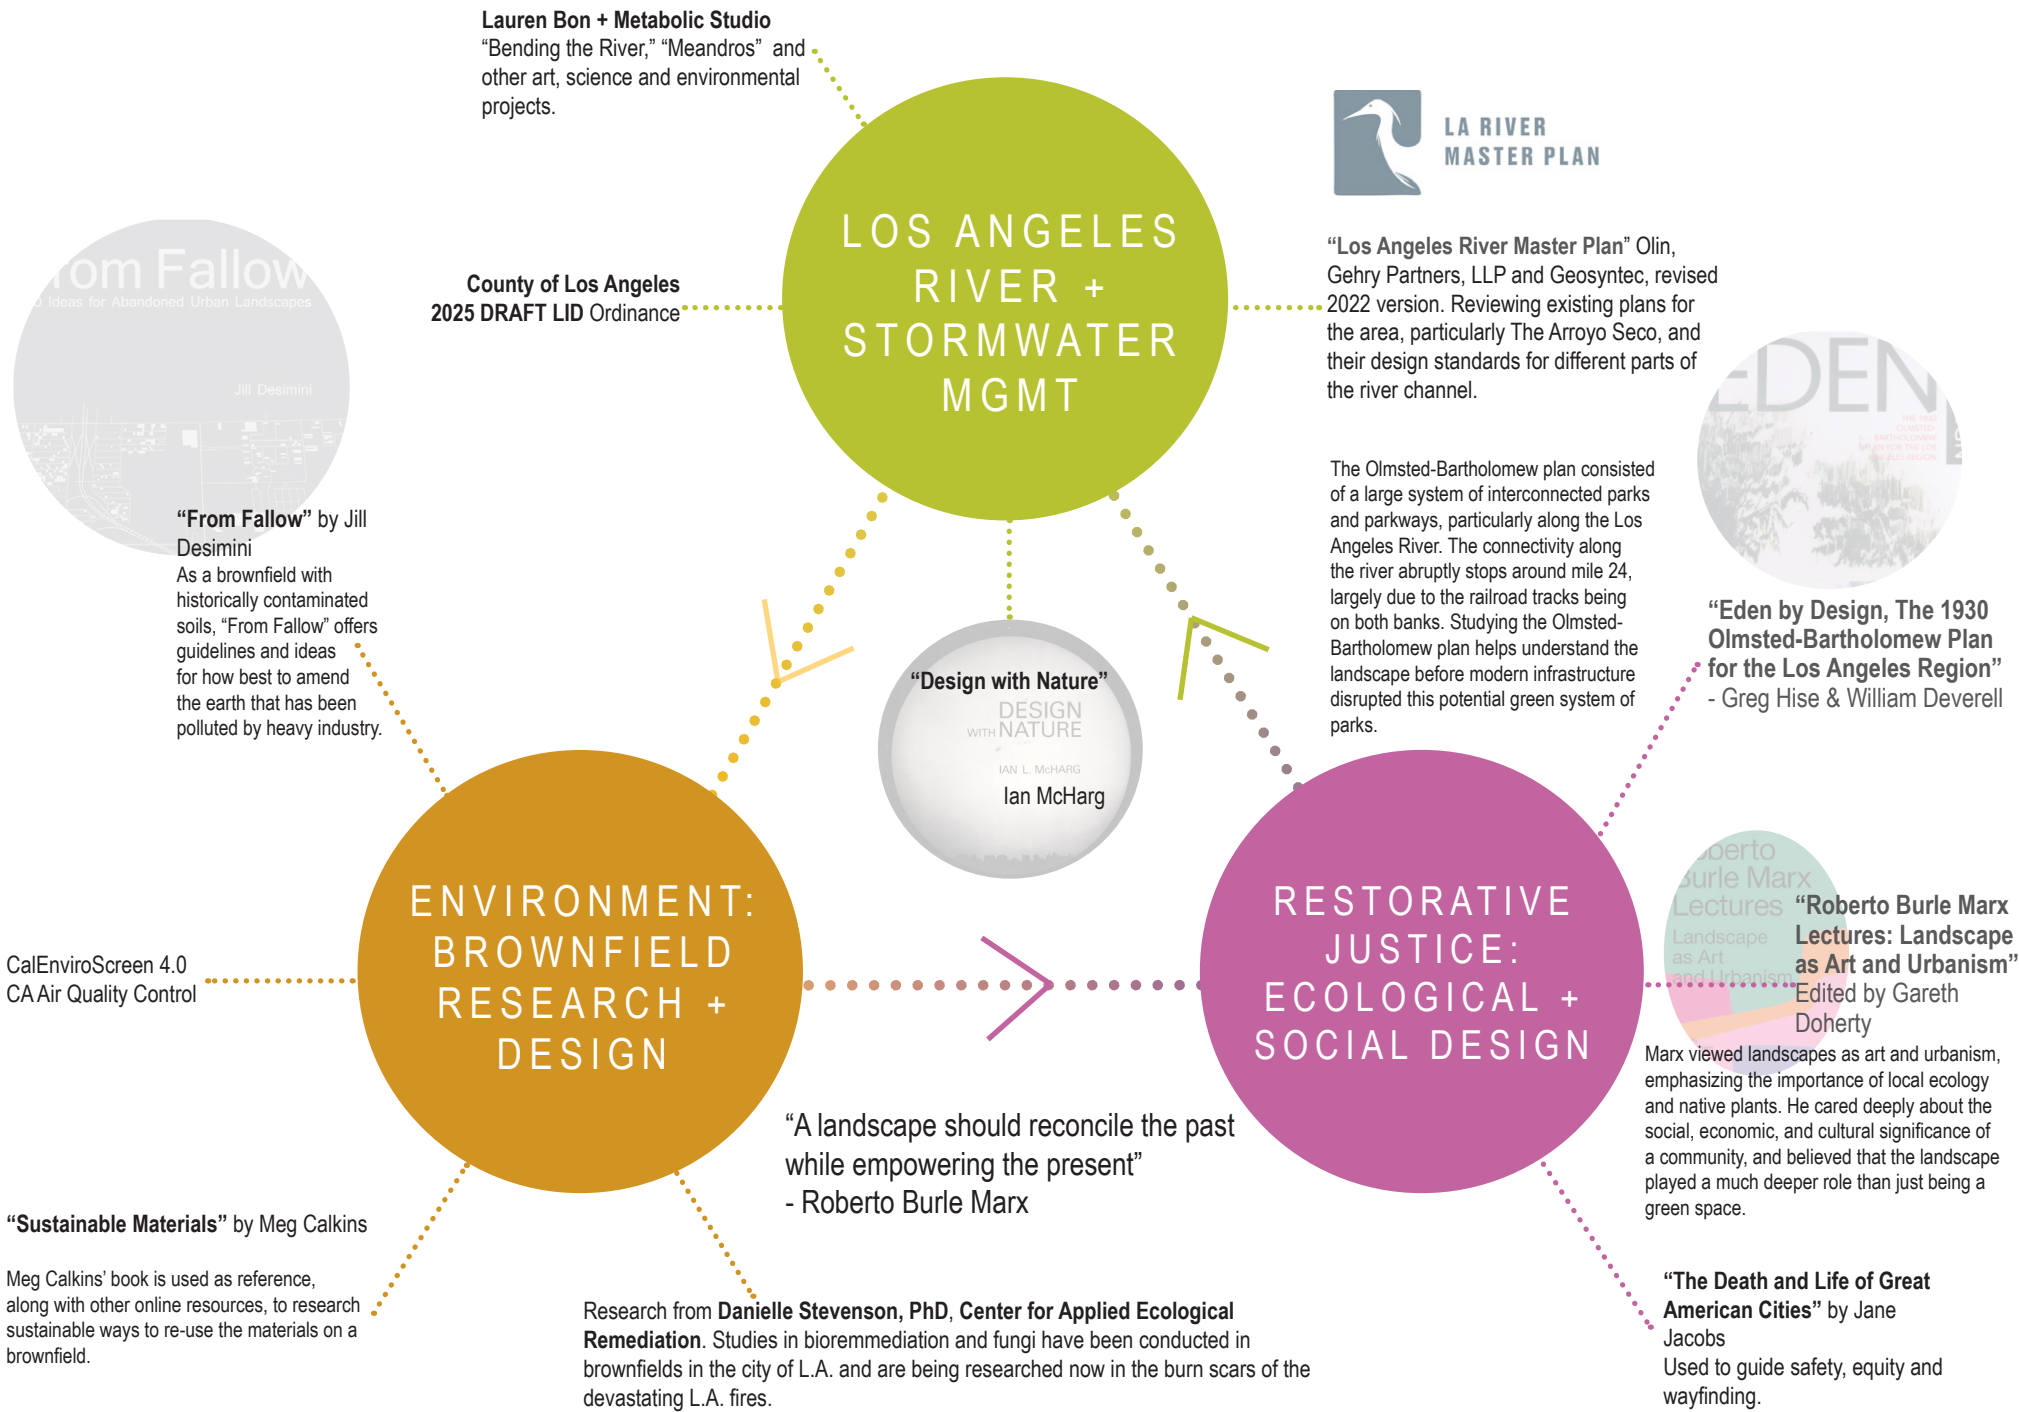 Lauren Bon + Metabolic Studio
“Bending the River,” “Meandros” and
other art, science and environmental
projects.
LA RIVER
MASTER PLAN
LOS ANGELES
RIVER +
STORMWATER
MGMT
County of Los Angeles
2025 DRAFT LID Ordinance
“Los Angeles River Master Plan” Olin,
Gehry Partners, LLP and Geosyntec, revised
2022 version. Reviewing existing plans for
the area, particularly The Arroyo Seco, and
their design standards for different parts of
the river channel.
From Fallow
Ideas for Abandoned Urban Landscapes
Jill Desimini
“From Fallow” by Jill
Desimini
As a brownfield with
historically contaminated
soils, “From Fallow” offers
guidelines and ideas
for how best to amend
the earth that has been
polluted by heavy industry.
The Olmsted-Bartholomew plan consisted
of a large system of interconnected parks
and parkways, particularly along the Los
Angeles River. The connectivity along
the river abruptly stops around mile 24,
largely due to the railroad tracks being
on both banks. Studying the Olmsted-
Bartholomew plan helps understand the
landscape before modern infrastructure
disrupted this potential green system of
parks.
EDEN
THE 1930
OLMSTED-
BARTHOLOMEW
PLAN FOR THE LOS
ANGELES REGION
“Eden by Design, The 1930
Olmsted-Bartholomew Plan
for the Los Angeles Region”
- Greg Hise & William Deverell
“Design with Nature”
DESIGN
WITH NATURE
IAN L. McHARG
Ian McHarg
ENVIRONMENT:
BROWNFIELD
RESEARCH +
DESIGN
RESTORATIVE
JUSTICE:
ECOLOGICAL +
SOCIAL DESIGN
Roberto
Burle Marx
Lectures
Landscape
as Art
and Urbanism
“Roberto Burle Marx
Lectures: Landscape
as Art and Urbanism”
Edited by Gareth
Doherty
Marx viewed landscapes as art and urbanism,
emphasizing the importance of local ecology
and native plants. He cared deeply about the
social, economic, and cultural significance of
a community, and believed that the landscape
played a much deeper role than just being a
green space.
CalEnviroScreen 4.0
CA Air Quality Control
“A landscape should reconcile the past
while empowering the present”
- Roberto Burle Marx
“Sustainable Materials” by Meg Calkins
Meg Calkins’ book is used as reference,
along with other online resources, to research
sustainable ways to re-use the materials on a
brownfield.
Research from Danielle Stevenson, PhD, Center for Applied Ecological
Remediation. Studies in bioremmediation and fungi have been conducted in
brownfields in the city of L.A. and are being researched now in the burn scars of the
devastating L.A. fires.
“The Death and Life of Great
American Cities” by Jane
Jacobs
Used to guide safety, equity and
wayfinding.